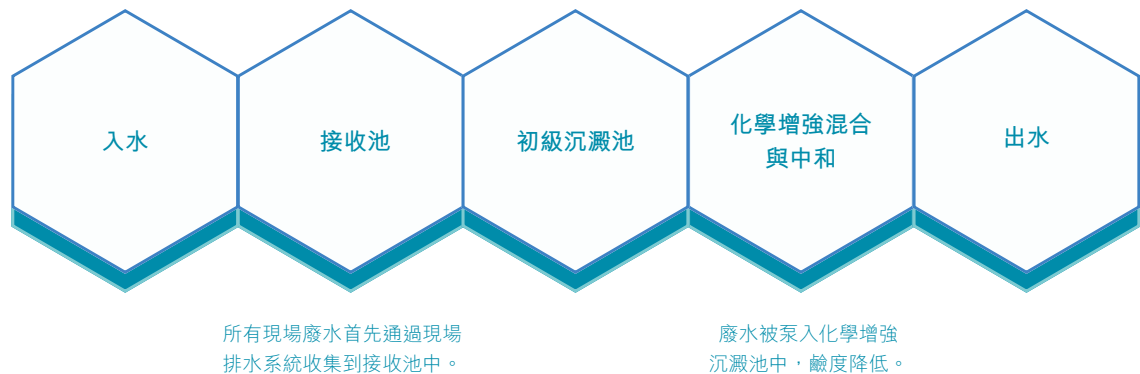 入水
接收池
初級沉澱池
化學增強混合
與中和
出水
所有現場廢水首先通過現場
排水系統收集到接收池中。
廢水被泵入化學增強
沉澱池中，鹼度降低。